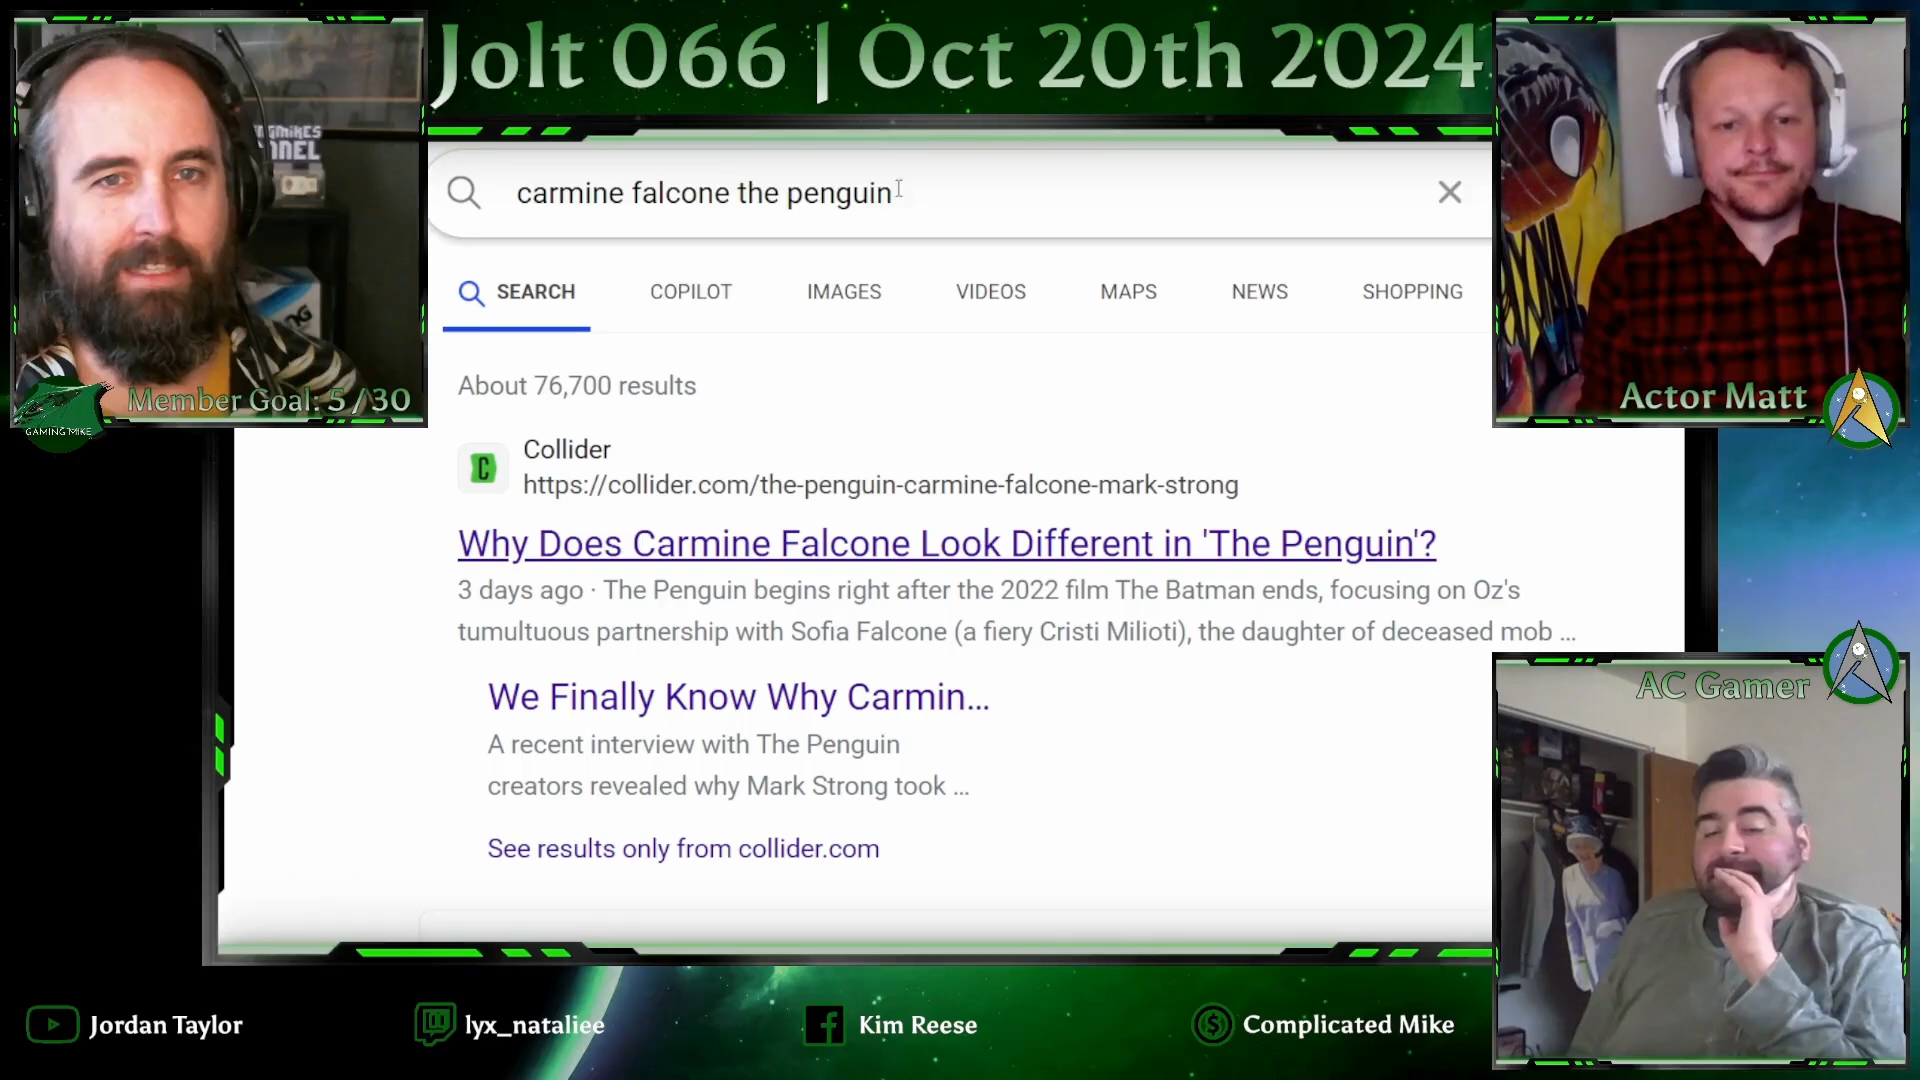 Jolt 066 | Oct 20th 2024
NNEL
Member Goal: 5/30
GAMING MIKE
carmine falcone the penguin
SEARCH
COPILOT
IMAGES
VIDEOS
MAPS
NEWS
SHOPPING
About 76,700 results
Collider
https://collider.com/the-penguin-carmine-falcone-mark-strong
Why Does Carmine Falcone Look Different in 'The Penguin'?
3 days ago · The Penguin begins right after the 2022 film The Batman ends, focusing on Oz's
tumultuous partnership with Sofia Falcone (a fiery Cristi Milioti), the daughter of deceased mob ...
We Finally Know Why Carmin...
A recent interview with The Penguin
creators revealed why Mark Strong took ...
See results only from collider.com
Actor Matt
AC Gamer
Jordan Taylor
lyx_nataliee
Kim Reese
Complicated Mike